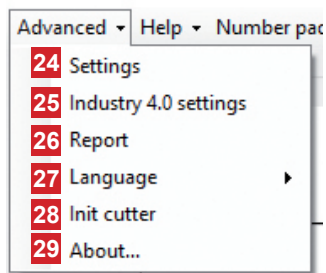 Advanced Help Number pad
24 Settings
25 Industry 4.0 settings
26 Report
27 Language
28 Init cutter
29 About...